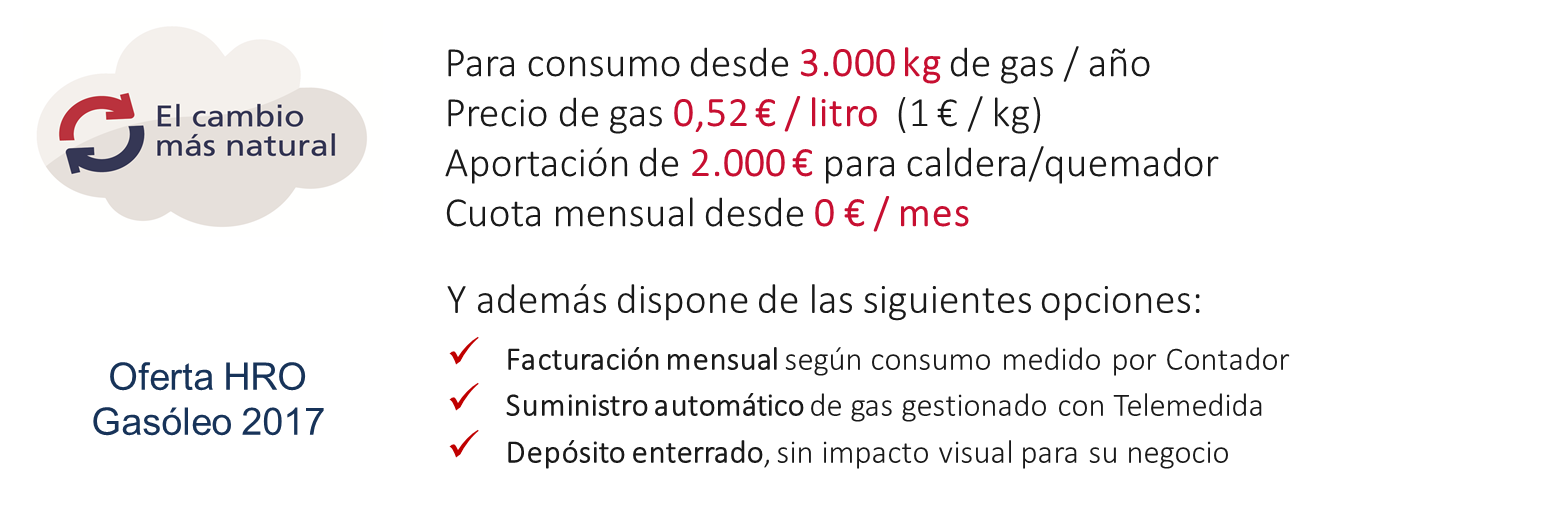 El cambio
más natural
Para consumo desde 3.000 kg de gas / año
Precio de gas 0,52 € / litro (1 € / kg)
Aportación de 2.000 € para caldera/quemador
Cuota mensual desde 0 € / mes
Y además dispone de las siguientes opciones:
✓ Facturación mensual según consumo medido por Contador
✓ Suministro automático de gas gestionado con Telemedida
✓ Depósito enterrado, sin impacto visual para su negocio
Oferta HRO
Gasóleo 2017